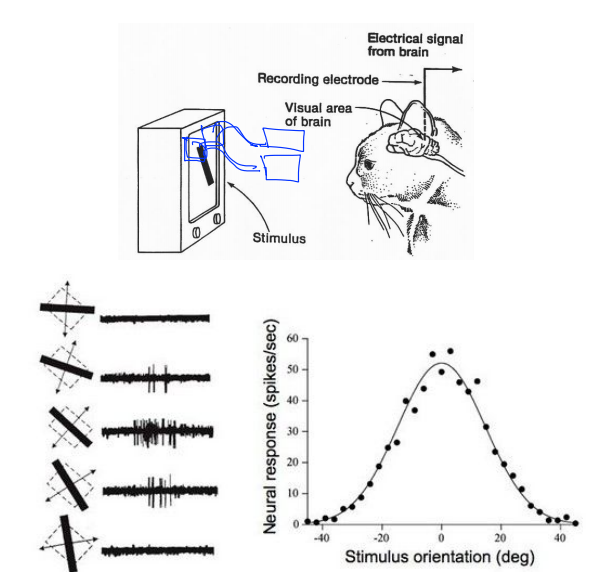 Electrical signal
from brain
Recording electrode
Visual area
of brain
Stimulus
Neural response (spikes/sec)
60
50
40
30
20
10
0
-40
-20
0
20
40
Stimulus orientation (deg)